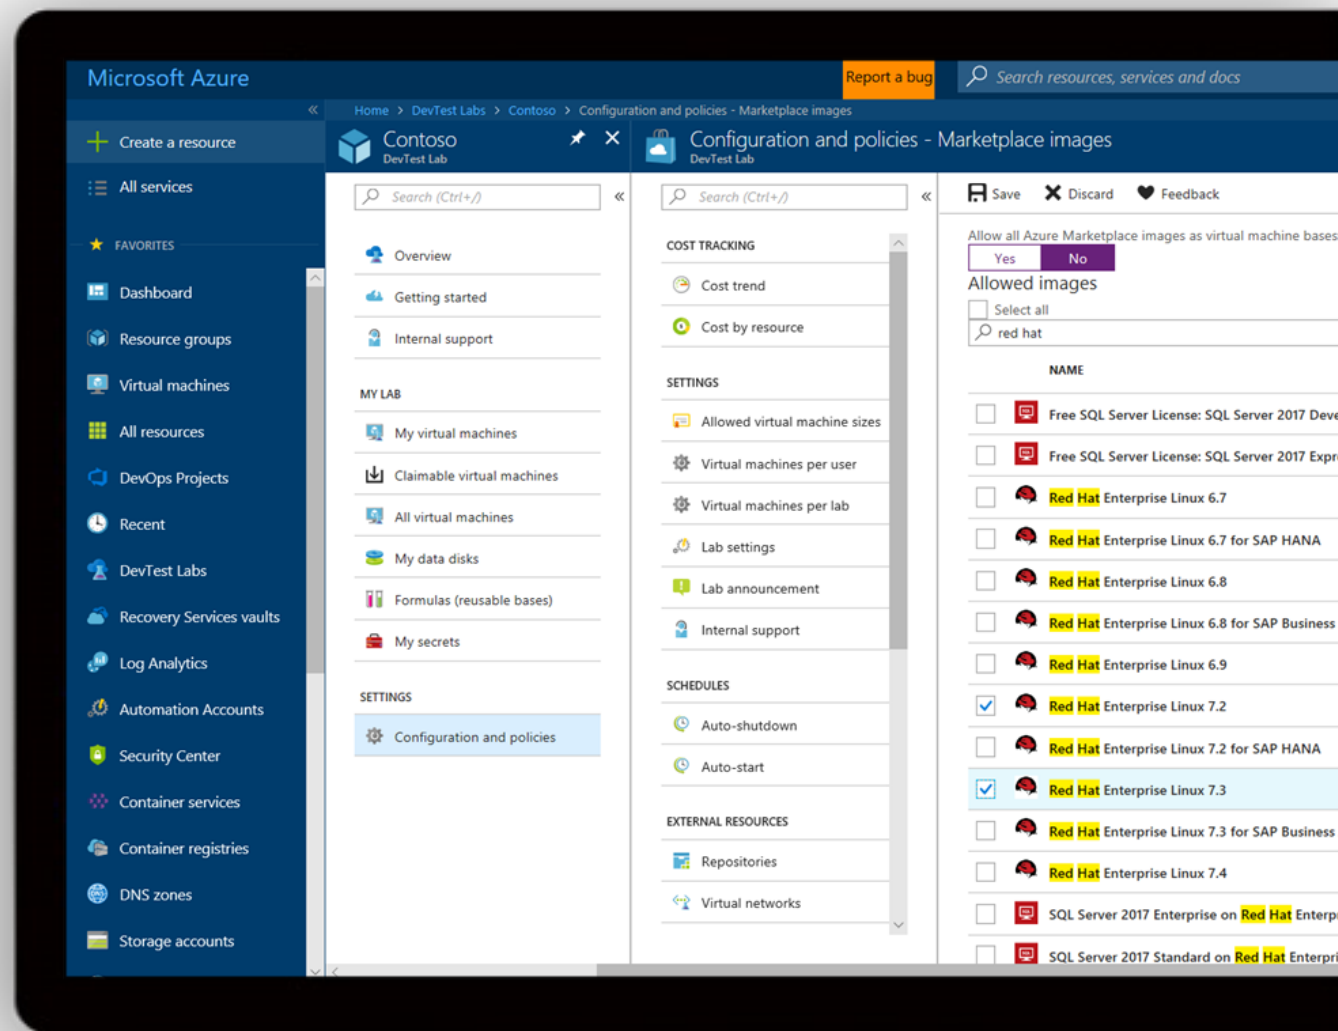 Microsoft Azure
Report a bug
Search resources, services and docs
Home > DevTest Labs > Contoso > Configuration and policies - Marketplace images
Create a resource
All services
FAVORITES
Dashboard
Resource groups
Virtual machines
All resources
DevOps Projects
Recent
DevTest Labs
Recovery Services vaults
Log Analytics
Automation Accounts
Security Center
Container services
Container registries
DNS zones
Storage accounts
Contoso
DevTest Lab
Search (Ctrl+/)
Overview
Getting started
Internal support
MY LAB
My virtual machines
Claimable virtual machines
All virtual machines
My data disks
Formulas (reusable bases)
My secrets
SETTINGS
Configuration and policies
Configuration and policies - Marketplace images
DevTest Lab
Search (Ctrl+/)
COST TRACKING
Cost trend
Cost by resource
SETTINGS
Allowed virtual machine sizes
Virtual machines per user
Virtual machines per lab
Lab settings
Lab announcement
Internal support
SCHEDULES
Auto-shutdown
Auto-start
EXTERNAL RESOURCES
Repositories
Virtual networks
Save Discard Feedback
Allow all Azure Marketplace images as virtual machine bases
Yes No
Allowed images
Select all
red hat
NAME
Free SQL Server License: SQL Server 2017 Deve
Free SQL Server License: SQL Server 2017 Expr
Red Hat Enterprise Linux 6.7
Red Hat Enterprise Linux 6.7 for SAP HANA
Red Hat Enterprise Linux 6.8
Red Hat Enterprise Linux 6.8 for SAP Business
Red Hat Enterprise Linux 6.9
Red Hat Enterprise Linux 7.2
Red Hat Enterprise Linux 7.2 for SAP HANA
Red Hat Enterprise Linux 7.3
Red Hat Enterprise Linux 7.3 for SAP Business
Red Hat Enterprise Linux 7.4
SQL Server 2017 Enterprise on Red Hat Enterpr
SQL Server 2017 Standard on Red Hat Enterpri